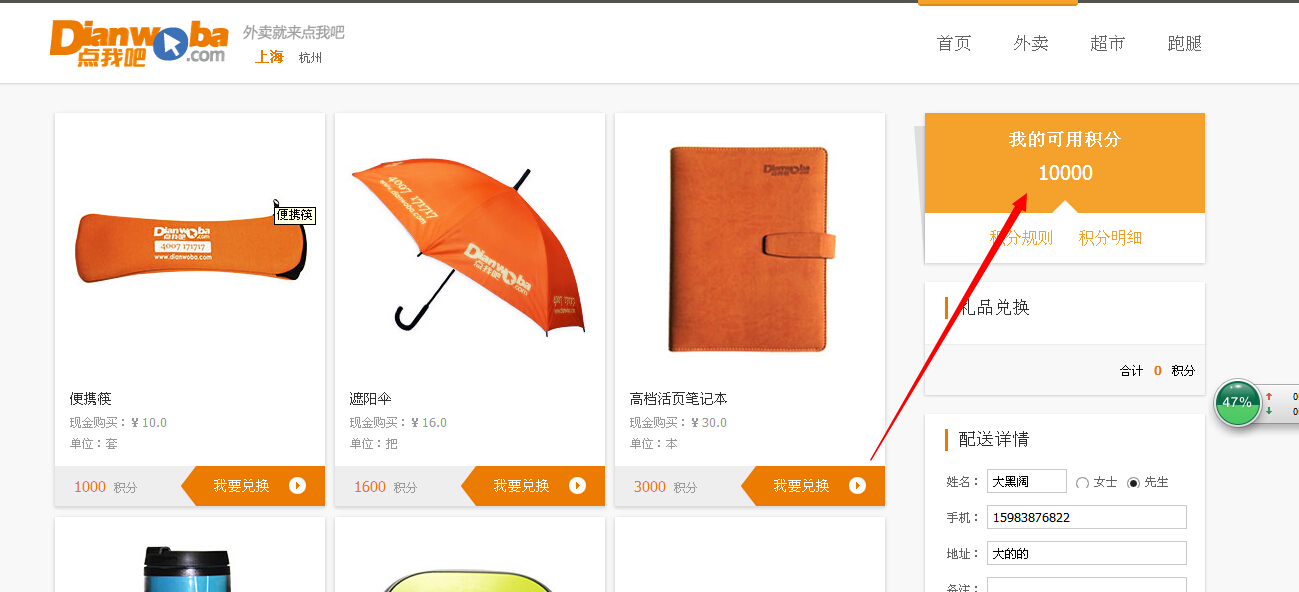 Dianwoba
点我吧.com
外卖就来点我吧
上海 杭州
首页 外卖 超市 跑腿
Dianwoba
点我吧.com
4007 171717
www.dianwoba.com
便携筷
4007 171717
www.dianwoba.com
Dianwoba
点我吧.com
4007 171717
www.dianwoba.com
Dianwoba
点我吧
便携筷
现金购买：¥ 10.0
单位：套
1000 积分 我要兑换
遮阳伞
现金购买：¥ 16.0
单位：把
1600 积分 我要兑换
高档活页笔记本
现金购买：¥ 30.0
单位：本
3000 积分 我要兑换
我的可用积分
10000
积分规则 积分明细
礼品兑换
合计 0 积分
47%
配送详情
姓名： 大黑阔 女士 先生
手机： 15983876822
地址： 大的的
备注：